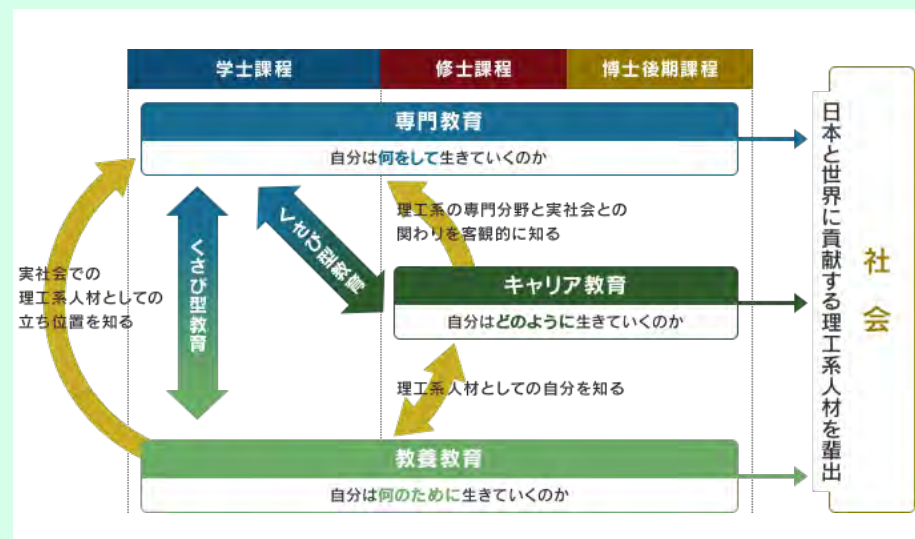 学士課程
修士課程
博士後期課程
専門教育
自分は何をして生きていくのか
理工系の専門分野と実社会との
関わりを客観的に知る
くさび型教育
くさび型教育
実社会での
理工系人材としての
立ち位置を知る
キャリア教育
自分はどのように生きていくのか
理工系人材としての自分を知る
教養教育
自分は何のために生きていくのか
日本と世界に貢献する理工系人材を輩出
社会